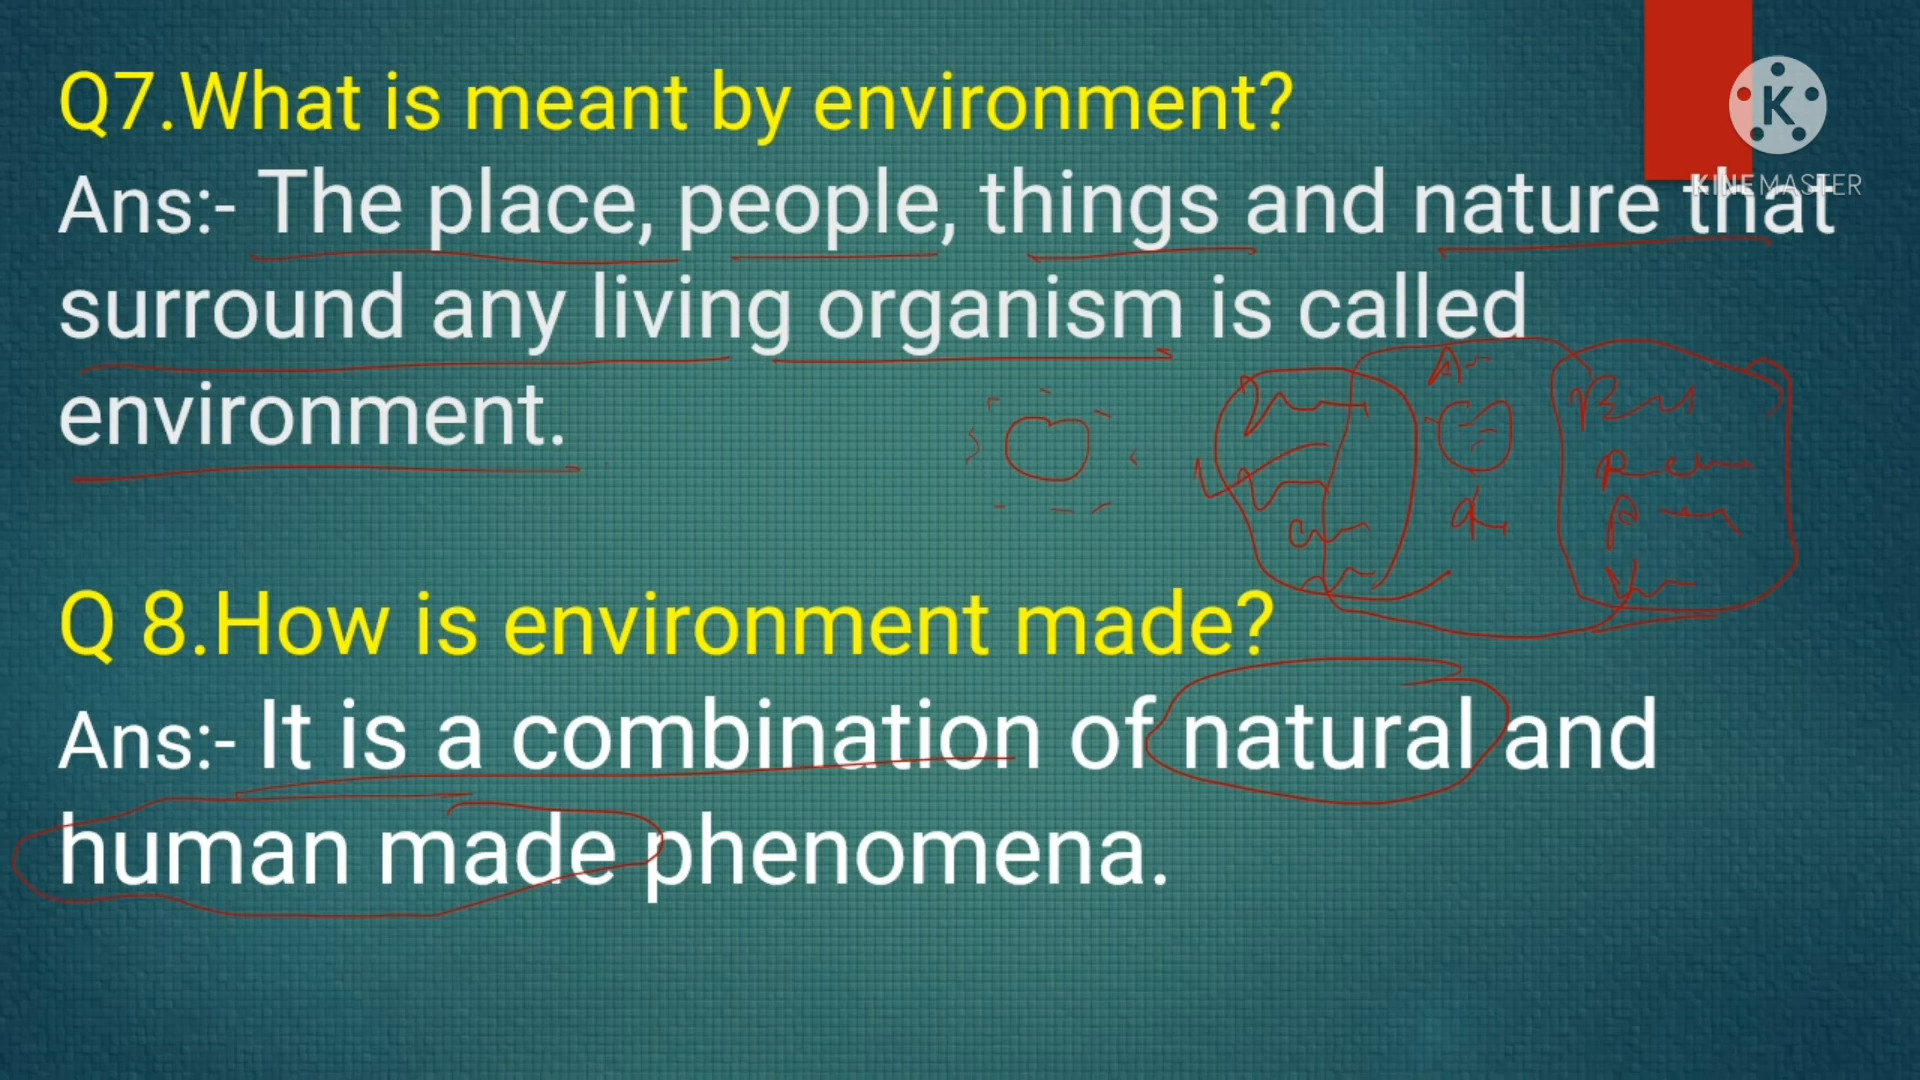 Q7.What is meant by environment?
Ans:- The place, people, things and nature that
surround any living organism is called
environment.
Q 8.How is environment made?
Ans:- It is a combination of natural and
human made phenomena.
K
KINEMASTER